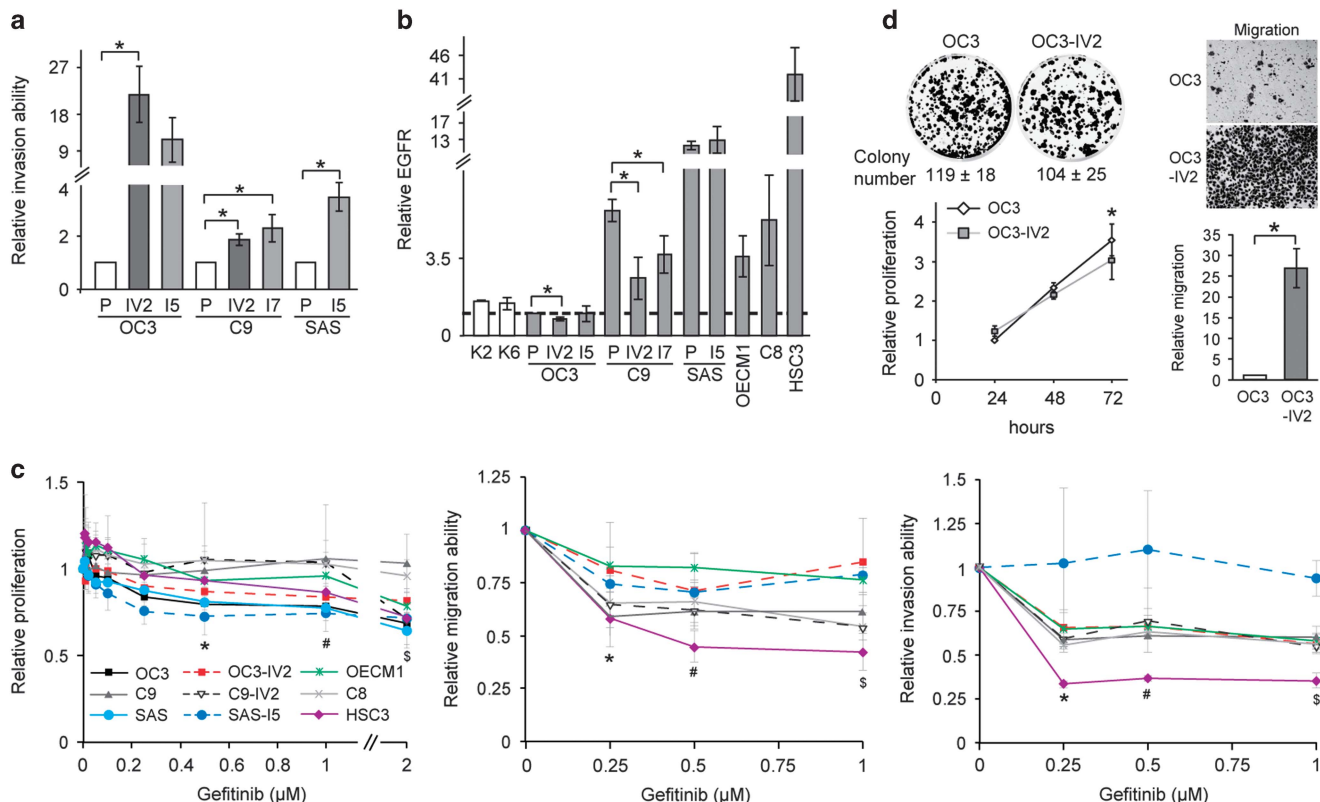 a
Relative invasion ability
27
18
9
4
2
0
*
*
*
*
P IV2 I5 P IV2 I7 P I5
OC3 C9 SAS
b
Relative EGFR
46
41
17
13
3.5
0
*
*
*
K2 K6 P IV2 I5 P IV2 I7 P I5 OECM1 C8 HSC3
OC3 C9 SAS
d
OC3 OC3-IV2
Colony
number 119 ± 18 104 ± 25
Relative proliferation
4
3
2
1
0
OC3
OC3-IV2
*
0 24 48 72
hours
Migration
OC3
OC3
-IV2
Relative migration
35
30
25
20
15
10
5
0
*
OC3 OC3
-IV2
c
Relative proliferation
1.5
1
0.5
0
* # $
OC3 OC3-IV2 OECM1
C9 C9-IV2 C8
SAS SAS-I5 HSC3
0 0.2 0.4 0.6 0.8 1 2
Gefitinib (µM)
Relative migration ability
1.25
1
0.75
0.5
0.25
0
* # $
0 0.25 0.5 0.75 1
Gefitinib (µM)
Relative invasion ability
1.5
1.25
1
0.75
0.5
0.25
0
* # $
0 0.25 0.5 0.75 1
Gefitinib (µM)